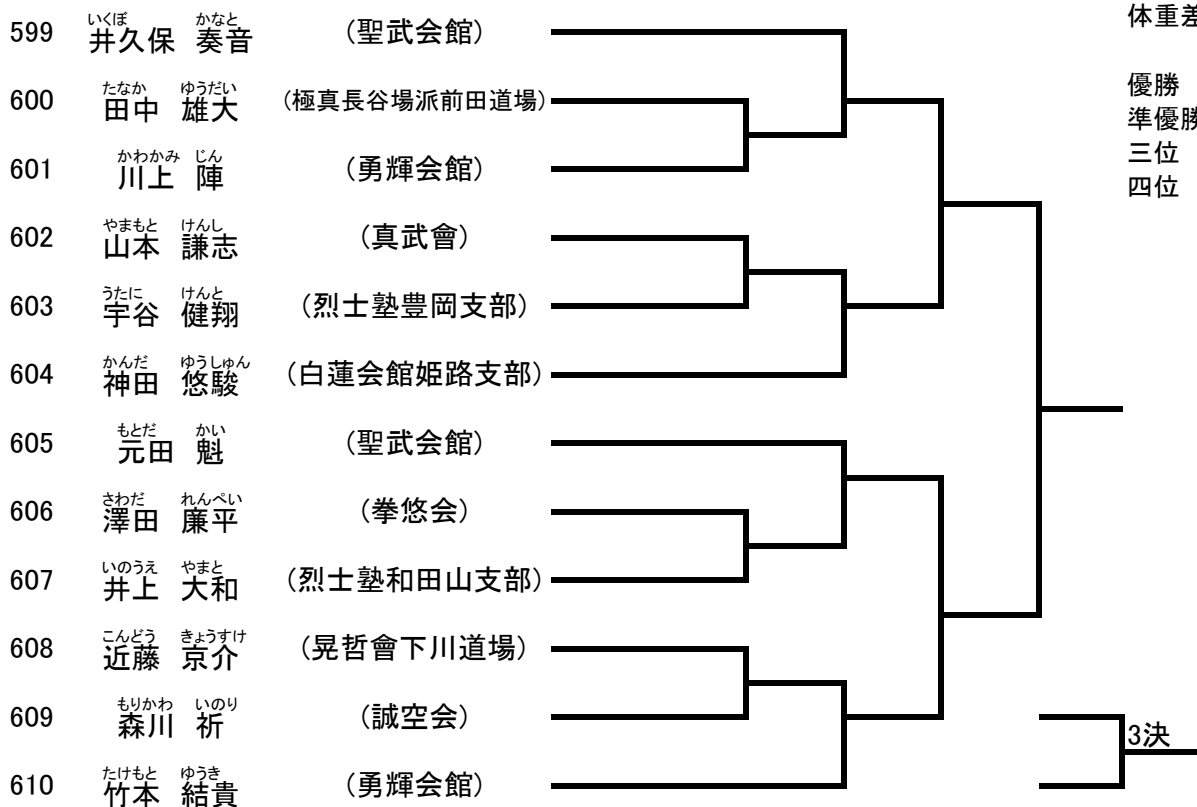 いくぼ かなと
599 井久保 奏音 (聖武会館)
たなか ゆうだい
600 田中 雄大 (極真長谷場派前田道場)
かわかみ じん
601 川上 陣 (勇輝会館)
やまもと けんし
602 山本 謙志 (真武會)
うたに けんと
603 宇谷 健翔 (烈士塾豊岡支部)
かんだ ゆうしゅん
604 神田 悠駿 (白蓮会館姫路支部)
もとだ かい
605 元田 魁 (聖武会館)
さわだ れんぺい
606 澤田 廉平 (拳悠会)
いのうえ やまと
607 井上 大和 (烈士塾和田山支部)
こんどう きょうすけ
608 近藤 京介 (晃哲會下川道場)
もりかわ いのり
609 森川 祈 (誠空会)
たけもと ゆうき
610 竹本 結貴 (勇輝会館)
体重差
優勝
準優勝
三位
四位
3決